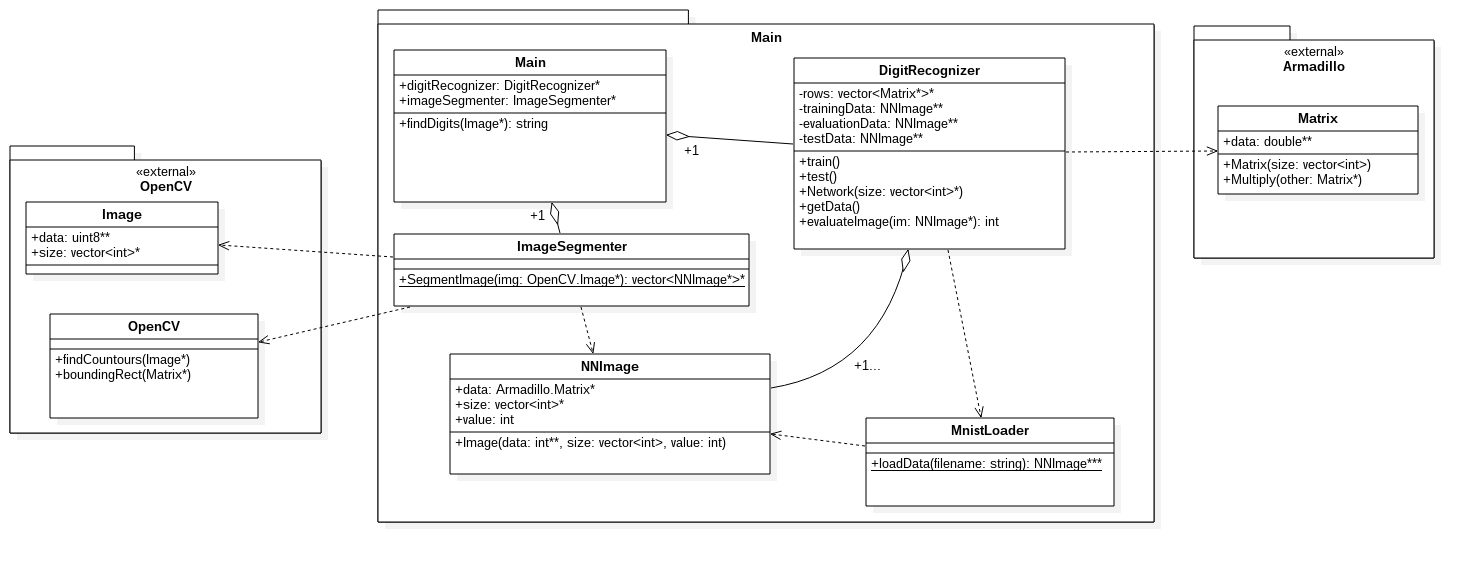 «external»
OpenCV
Image
+data: uint8**
+size: vector<int>*
OpenCV
+findCountours(Image*)
+boundingRect(Matrix*)
Main
Main
+digitRecognizer: DigitRecognizer*
+imageSegmenter: ImageSegmenter*
+findDigits(Image*): string
+1
+1
ImageSegmenter
+SegmentImage(img: OpenCV.Image*): vector<NNImage*>*
DigitRecognizer
-rows: vector<Matrix*>*
-trainingData: NNImage**
-evaluationData: NNImage**
-testData: NNImage**
+train()
+test()
+Network(size: vector<int>*)
+getData()
+evaluateImage(im: NNImage*): int
NNImage
+data: Armadillo.Matrix*
+size: vector<int>*
+value: int
+Image(data: int**, size: vector<int>, value: int)
+1...
MnistLoader
+loadData(filename: string): NNImage***
«external»
Armadillo
Matrix
+data: double**
+Matrix(size: vector<int>)
+Multiply(other: Matrix*)